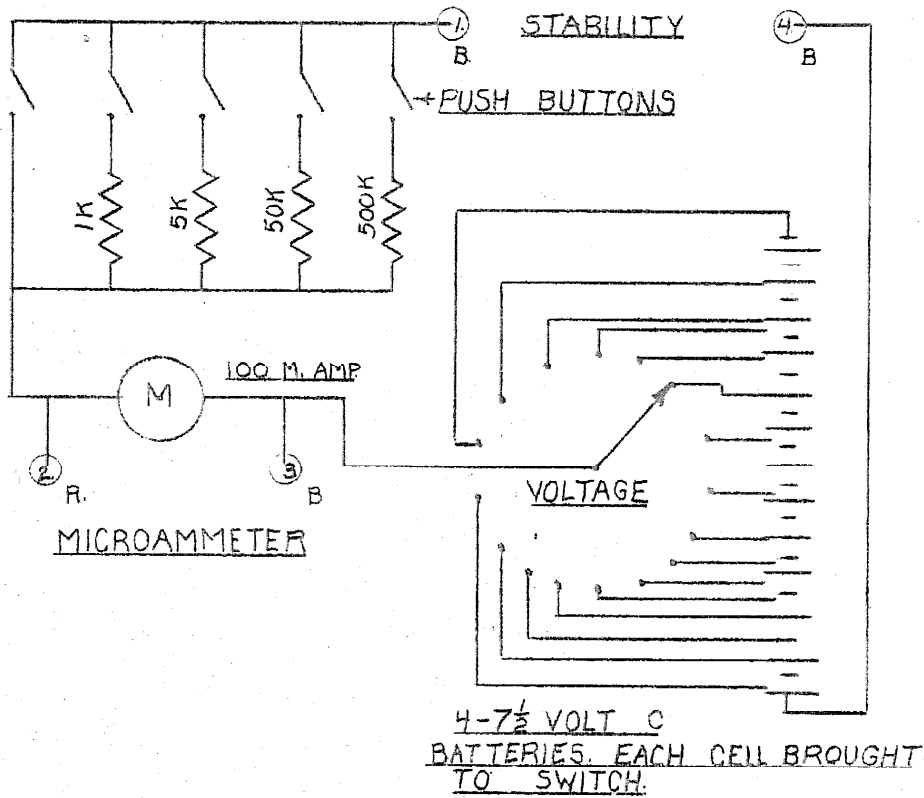 1. STABILITY 4.
B. B
PUSH BUTTONS
1K 5K 50K 500K
100 M. AMP.
M
2. 3
R. B
VOLTAGE
MICROAMMETER
4-7½ VOLT C
BATTERIES. EACH CELL BROUGHT
TO SWITCH.